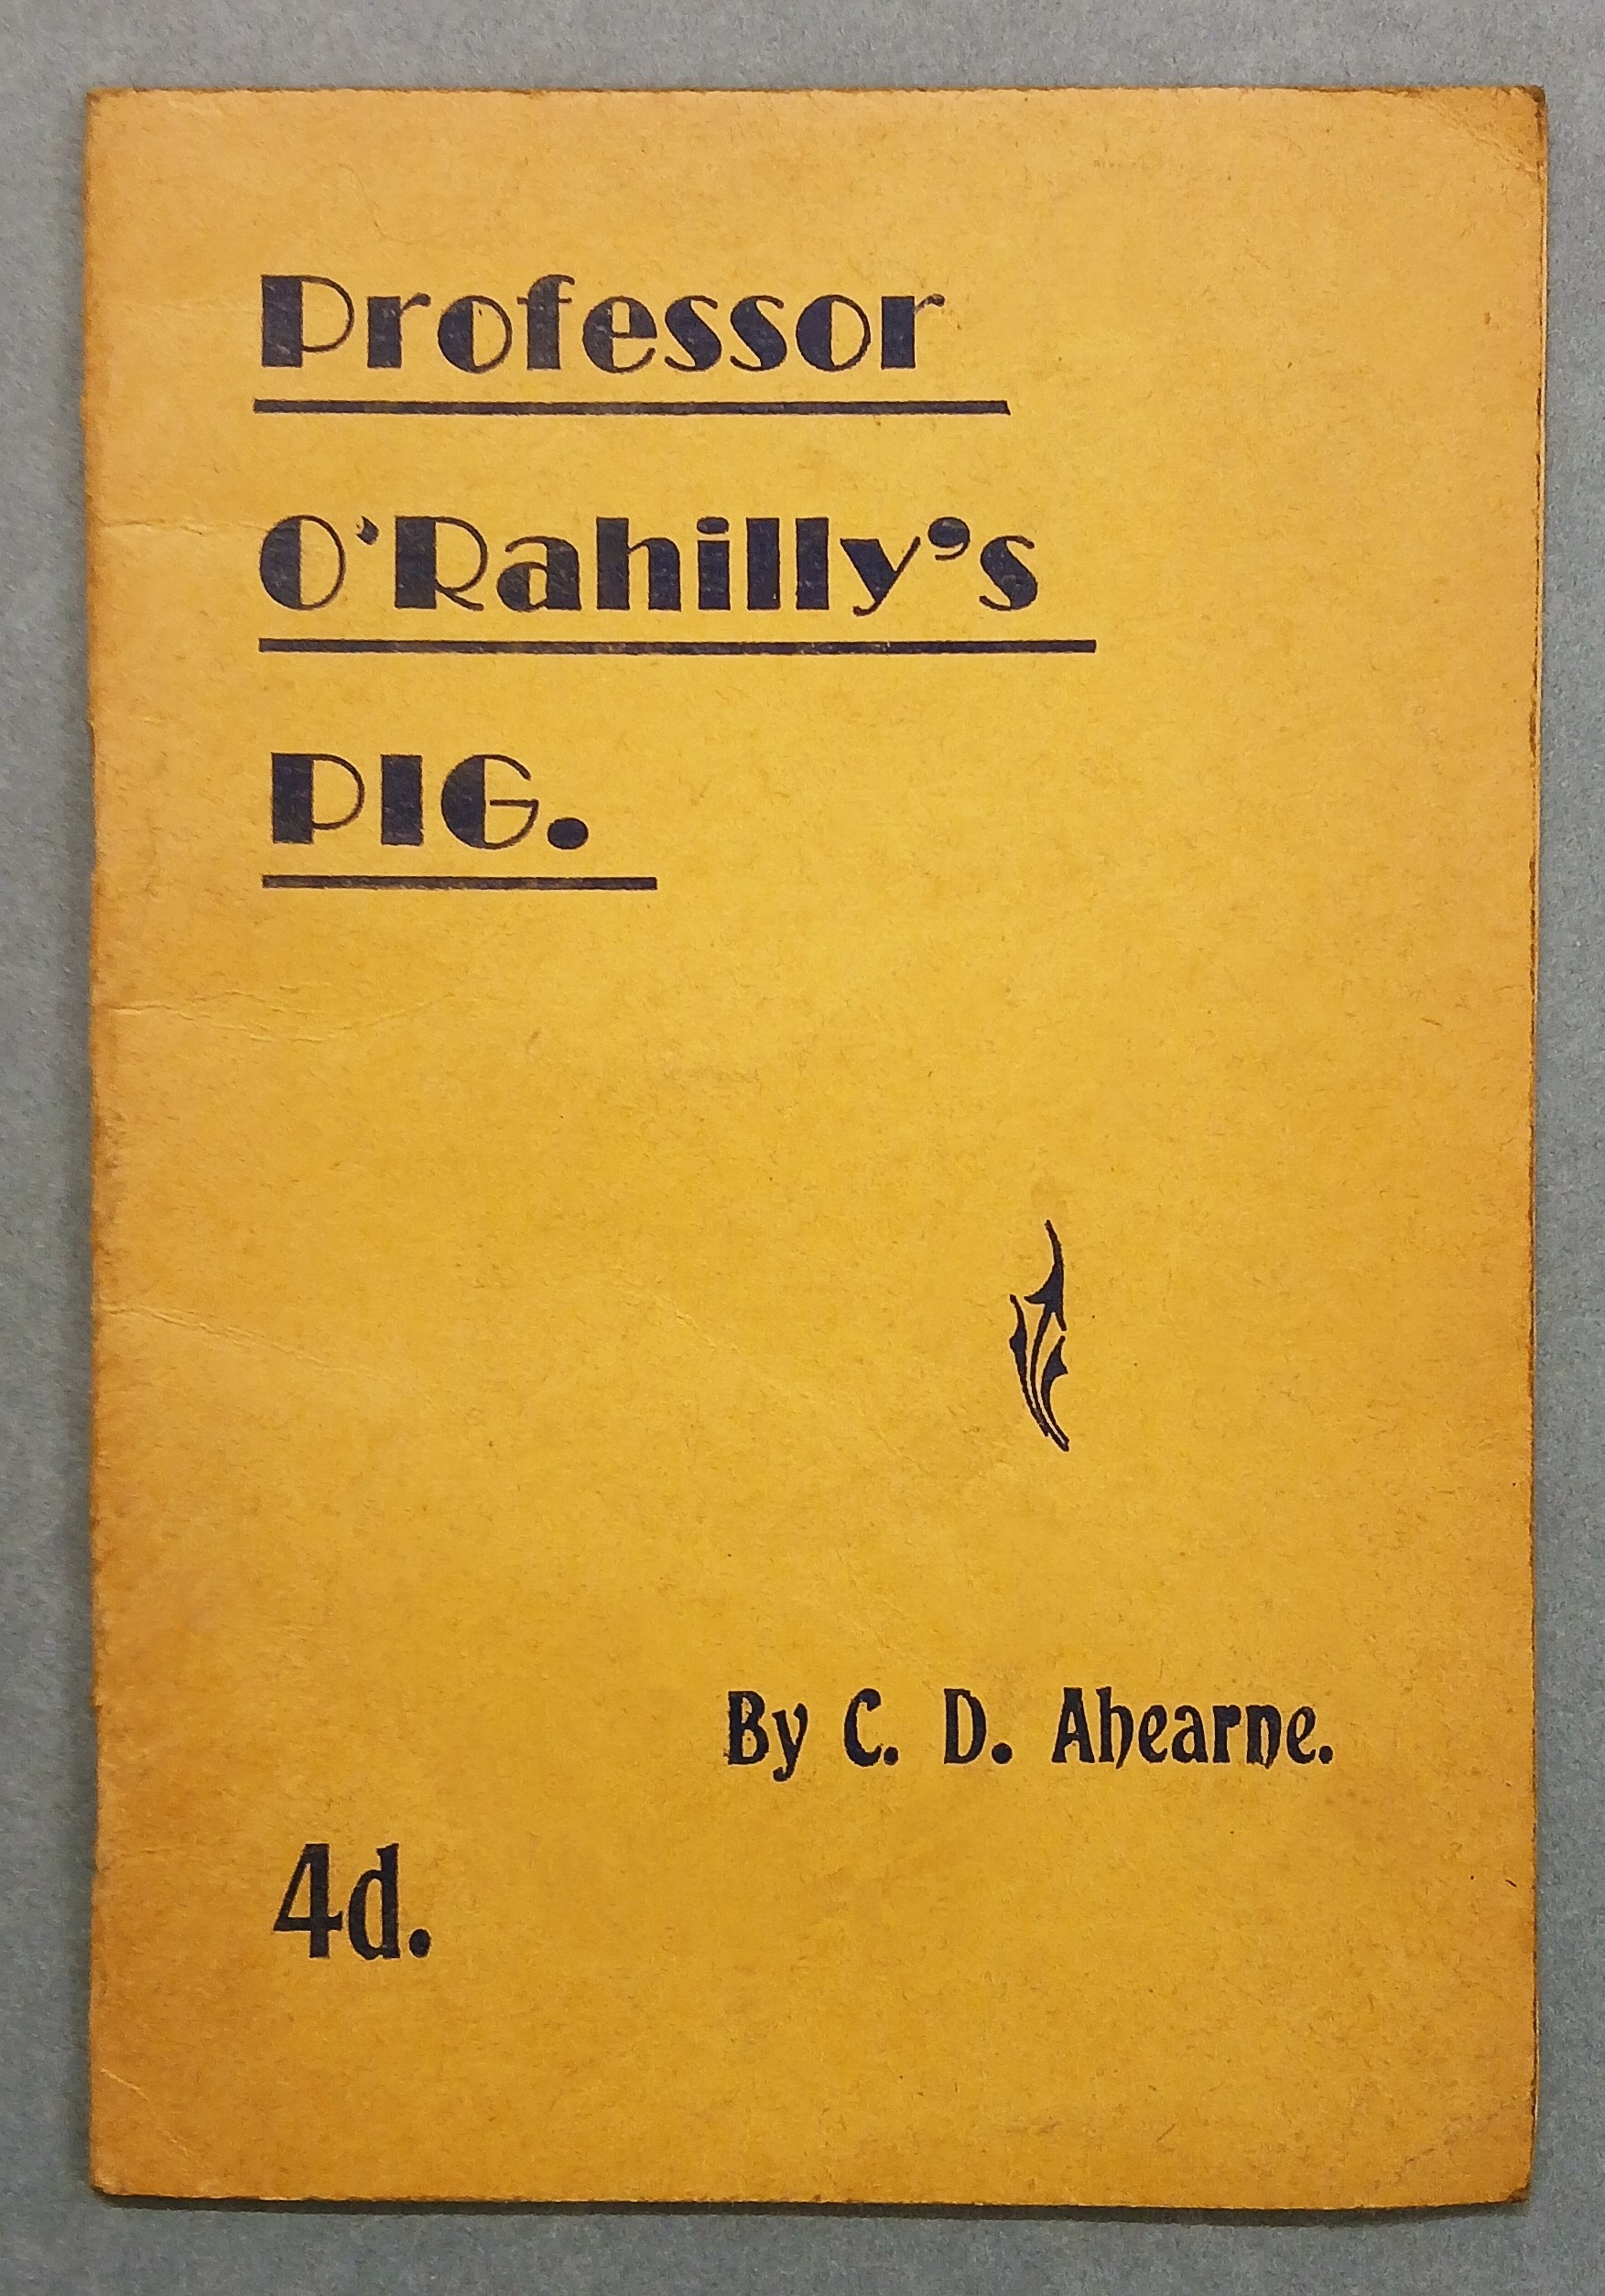 Professor
O'Rahilly's
PIG.
By C. D. Ahearne.
4d.